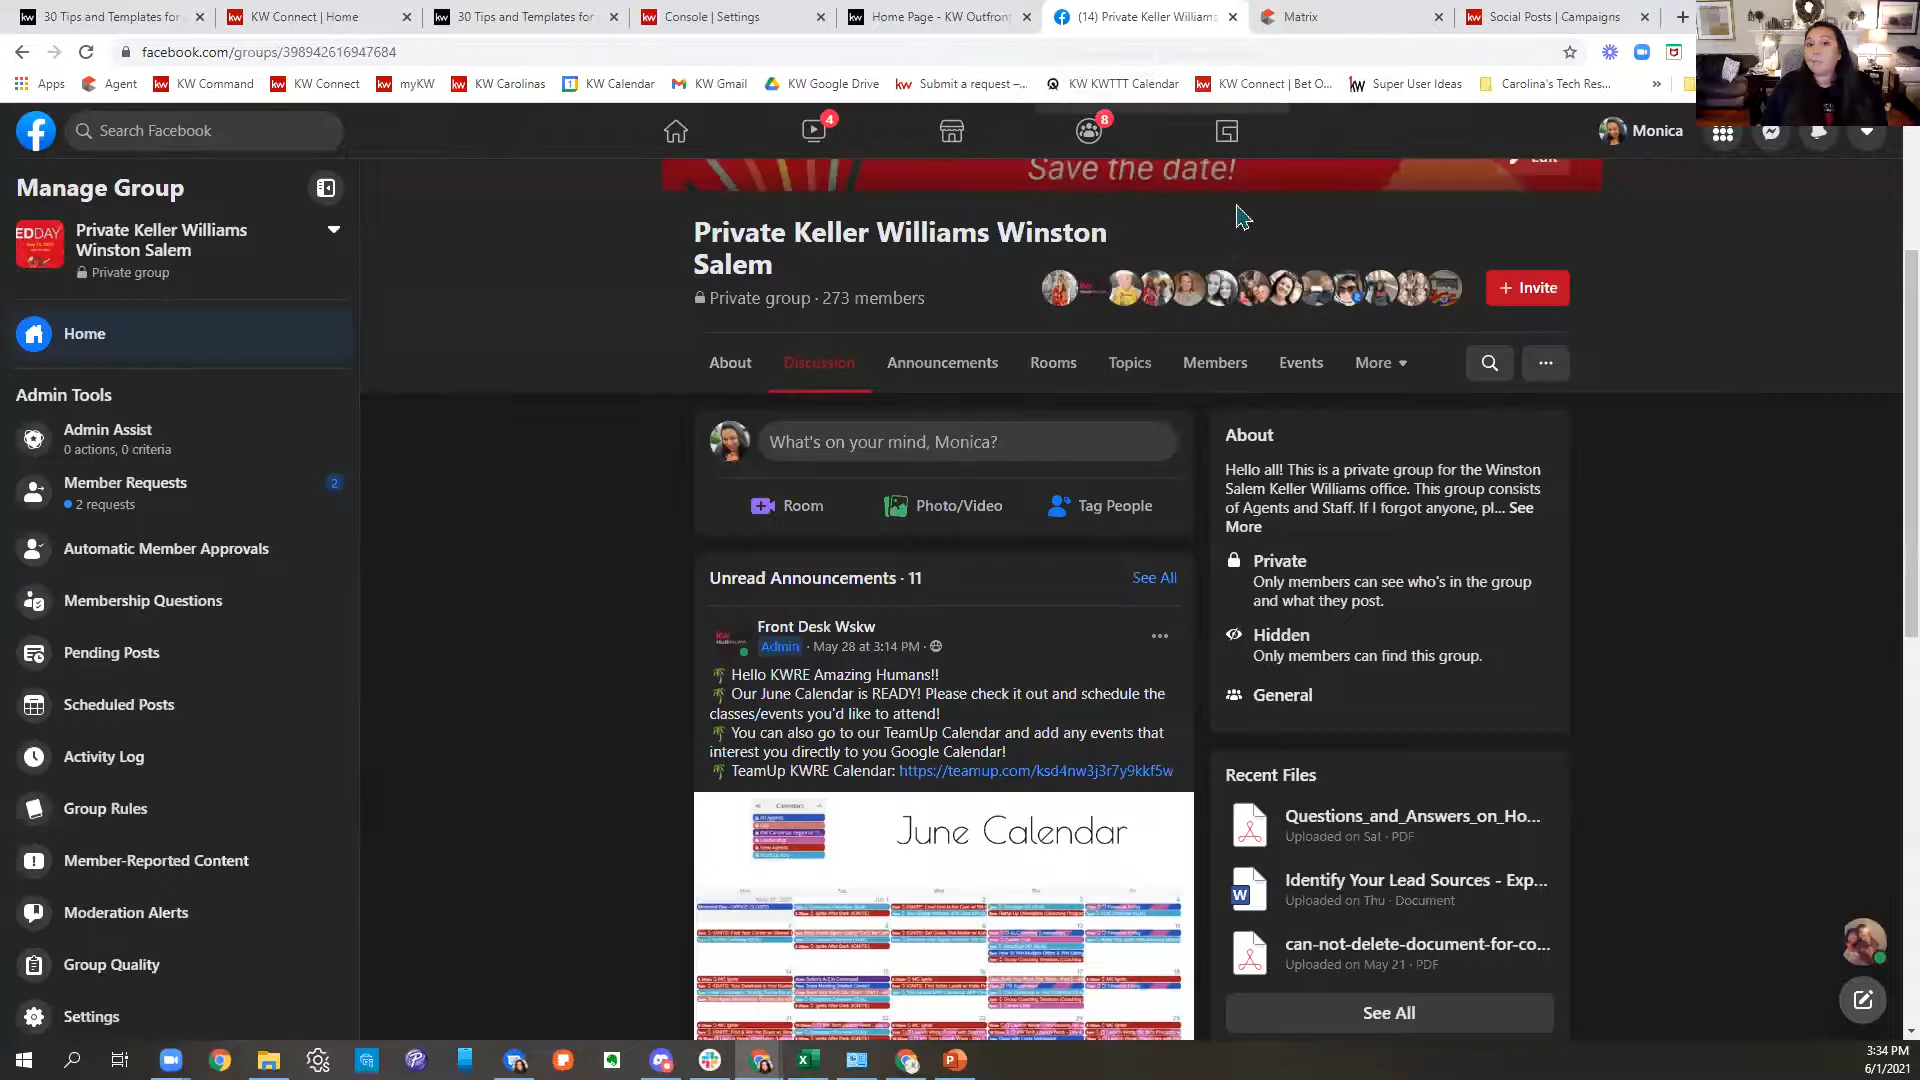 30 Tips and Templates for
KW Connect | Home
30 Tips and Templates for
Console | Settings
Home Page - KW Outfront
(14) Private Keller Williams
Matrix
Social Posts | Campaigns
facebook.com/groups/398942616947684
Apps
Agent
KW Command
KW Connect
myKW
KW Carolinas
KW Calendar
KW Gmail
KW Google Drive
Submit a request –...
KW KWTTT Calendar
KW Connect | Bet O...
Super User Ideas
Carolina's Tech Res...
Search Facebook
4
8
Monica
Manage Group
Save the date!
Edit
EDDAY
Private Keller Williams
Winston Salem
Private group
Private Keller Williams Winston
Salem
Private group · 273 members
+ Invite
Home
About
Discussion
Announcements
Rooms
Topics
Members
Events
More
Admin Tools
Admin Assist
0 actions, 0 criteria
Member Requests
2
2 requests
Automatic Member Approvals
Membership Questions
Pending Posts
Scheduled Posts
Activity Log
Group Rules
Member-Reported Content
Moderation Alerts
Group Quality
Settings
What's on your mind, Monica?
Room
Photo/Video
Tag People
Unread Announcements · 11
See All
Front Desk Wskw
Admin · May 28 at 3:14 PM ·
🌴 Hello KWRE Amazing Humans!!
🌴 Our June Calendar is READY! Please check it out and schedule the
classes/events you'd like to attend!
🌴 You can also go to our TeamUp Calendar and add any events that
interest you directly to you Google Calendar!
🌴 TeamUp KWRE Calendar: https://teamup.com/ksd4nw3j3r7y9kkf5w
Calendars
June Calendar
About
Hello all! This is a private group for the Winston
Salem Keller Williams office. This group consists
of Agents and Staff. If I forgot anyone, pl... See
More
Private
Only members can see who's in the group
and what they post.
Hidden
Only members can find this group.
General
Recent Files
Questions_and_Answers_on_Ho...
Uploaded on Sat · PDF
Identify Your Lead Sources - Exp...
Uploaded on Thu · Document
can-not-delete-document-for-co...
Uploaded on May 21 · PDF
See All
3:34 PM
6/1/2021